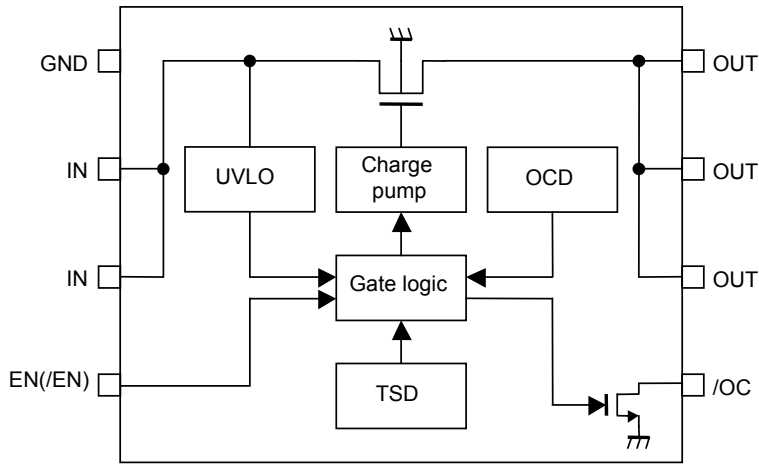 GND
OUT
IN
UVLO
Charge
pump
OCD
OUT
IN
Gate logic
OUT
EN(/EN)
TSD
/OC